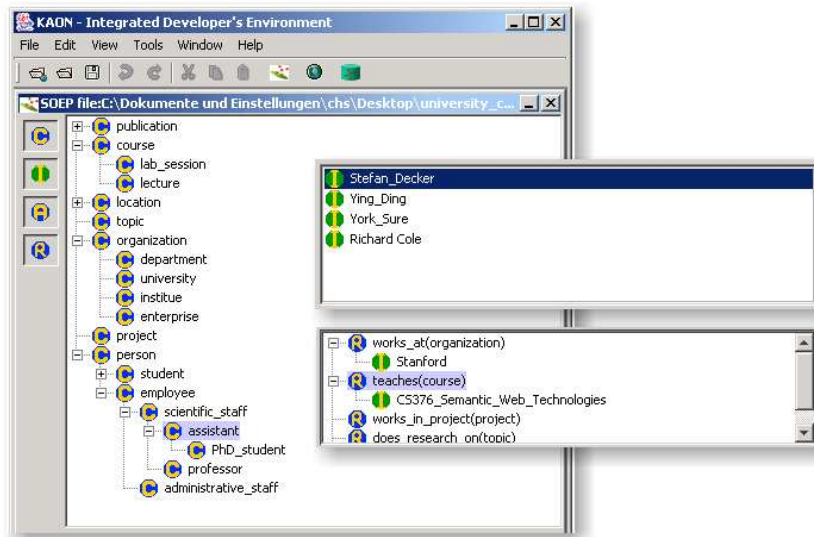 KAON - Integrated Developer's Environment
File Edit View Tools Window Help
SOEP file:C:\Dokumente und Einstellungen\chs\Desktop\university_c...
C publication
C course
C lab_session
C lecture
C location
C topic
C organization
C department
C university
C institue
C enterprise
C project
C person
C student
C employee
C scientific_staff
C assistant
C PhD_student
C professor
C administrative_staff
C
I
A
R
I Stefan_Decker
I Ying_Ding
I York_Sure
I Richard Cole
R works_at(organization)
I Stanford
R teaches(course)
I CS376_Semantic_Web_Technologies
R works_in_project(project)
R does_research_on(topic)